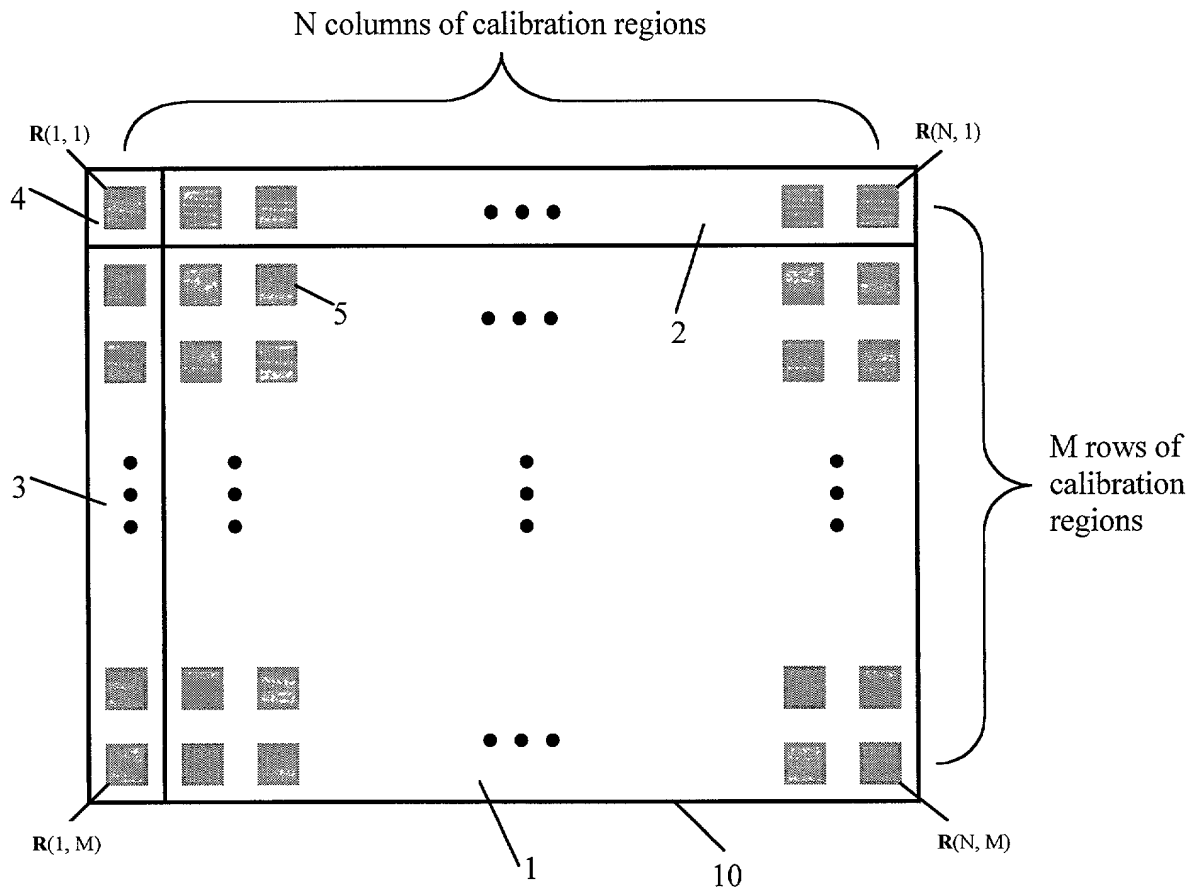 N columns of calibration regions
R(1, 1)
R(N, 1)
4
5
2
3
M rows of
calibration
regions
R(1, M)
R(N, M)
1
10